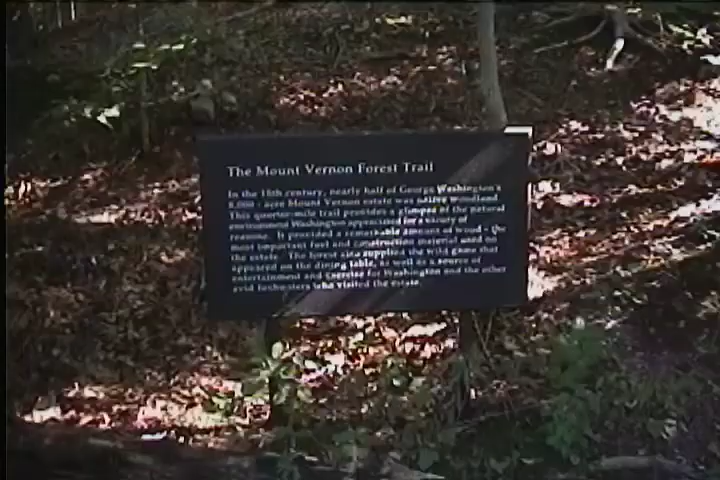 The Mount Vernon Forest Trail
In the 18th century, nearly half of George Washington's
8,000 - acre Mount Vernon estate was native woodland.
This quarter-mile trail provides a glimpse of the natural
environment Washington appreciated for a variety of
reasons. It provided a remarkable amount of wood - the
most important fuel and construction material used on
the estate. The forest also supplied the wild game that
appeared on the dining table, as well as a source of
entertainment and exercise for Washington and the other
avid foxhunters who visited the estate.